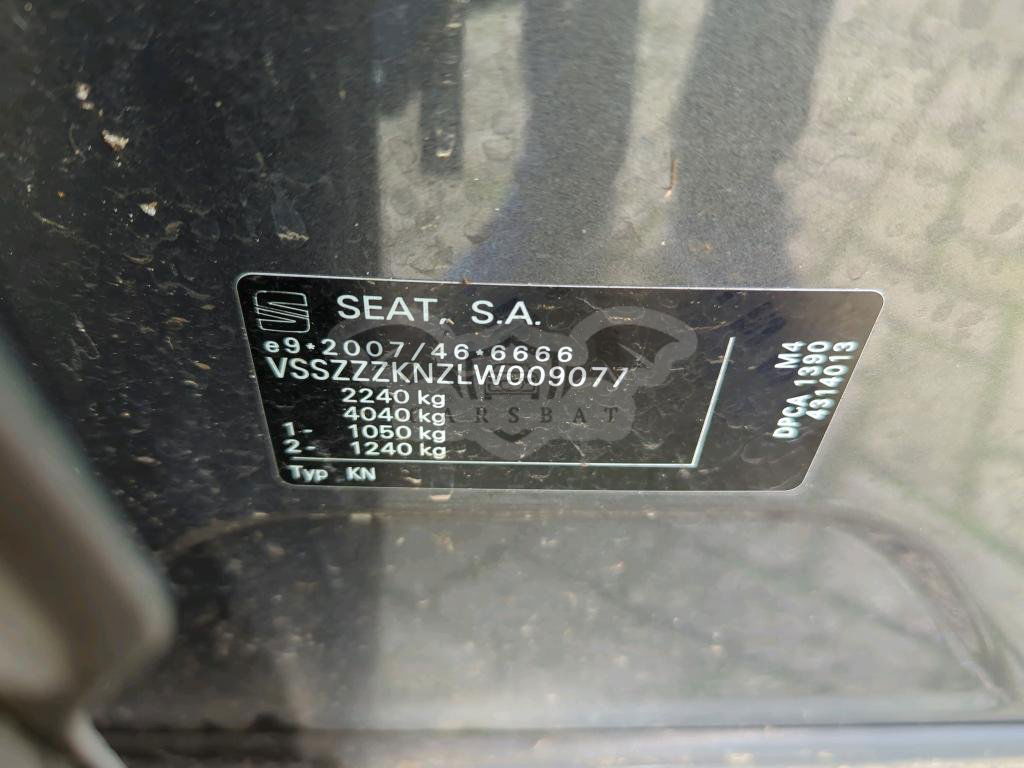 SEAT, S.A.
e9*2007/46*6666
VSSZZZKNZLW009077
2240 kg
4040 kg
1- 1050 kg
2- 1240 kg
Typ KN
M4
DPCA 1390
4314013
CARSBAT